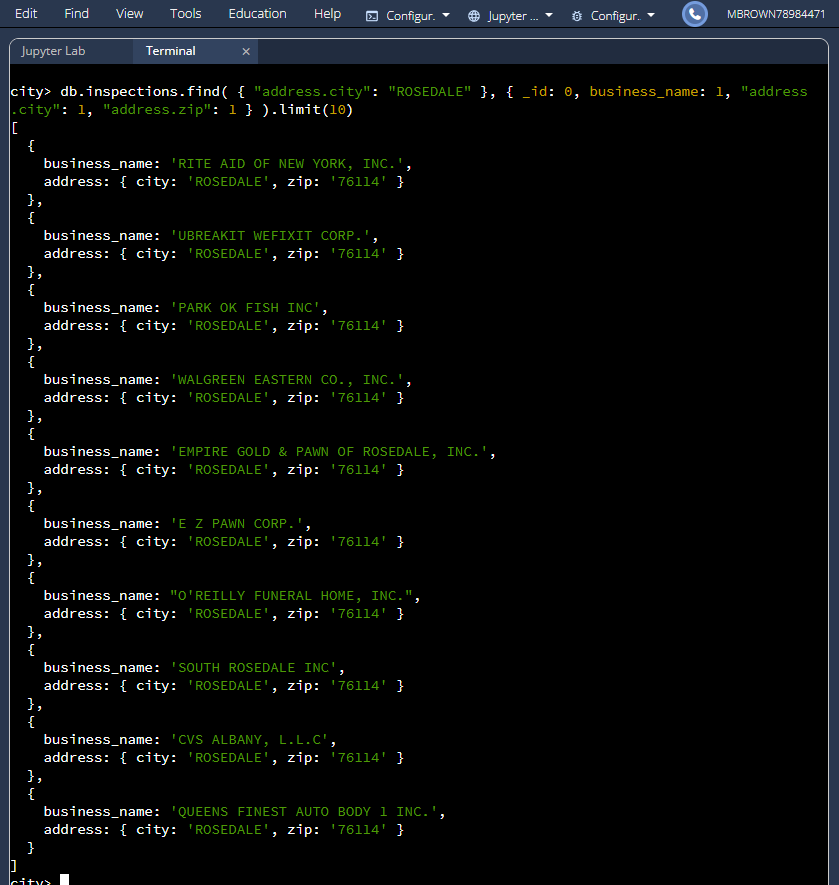 Edit Find View Tools Education Help Configur. Jupyter ... Configur. MBROWN78984471
Jupyter Lab Terminal ×
city> db.inspections.find( { "address.city": "ROSEDALE" }, { _id: 0, business_name: 1, "address
.city": 1, "address.zip": 1 } ).limit(10)
[
  {
    business_name: 'RITE AID OF NEW YORK, INC.',
    address: { city: 'ROSEDALE', zip: '76114' }
  },
  {
    business_name: 'UBREAKIT WEFIXIT CORP.',
    address: { city: 'ROSEDALE', zip: '76114' }
  },
  {
    business_name: 'PARK OK FISH INC',
    address: { city: 'ROSEDALE', zip: '76114' }
  },
  {
    business_name: 'WALGREEN EASTERN CO., INC.',
    address: { city: 'ROSEDALE', zip: '76114' }
  },
  {
    business_name: 'EMPIRE GOLD & PAWN OF ROSEDALE, INC.',
    address: { city: 'ROSEDALE', zip: '76114' }
  },
  {
    business_name: 'E Z PAWN CORP.',
    address: { city: 'ROSEDALE', zip: '76114' }
  },
  {
    business_name: "O'REILLY FUNERAL HOME, INC.",
    address: { city: 'ROSEDALE', zip: '76114' }
  },
  {
    business_name: 'SOUTH ROSEDALE INC',
    address: { city: 'ROSEDALE', zip: '76114' }
  },
  {
    business_name: 'CVS ALBANY, L.L.C',
    address: { city: 'ROSEDALE', zip: '76114' }
  },
  {
    business_name: 'QUEENS FINEST AUTO BODY 1 INC.',
    address: { city: 'ROSEDALE', zip: '76114' }
  }
]
city>